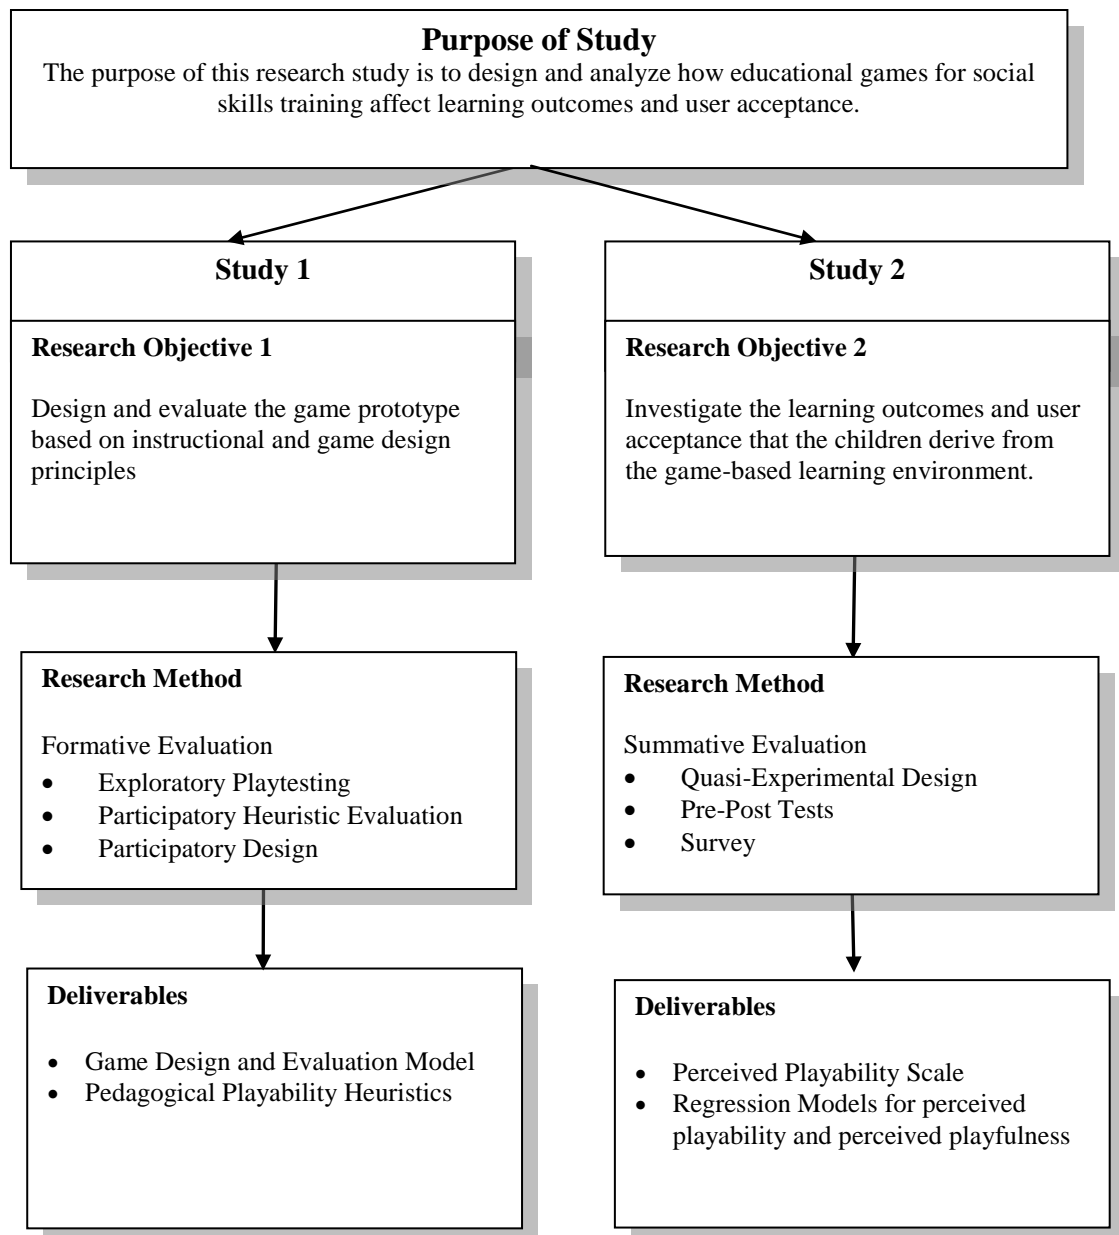 Purpose of Study
The purpose of this research study is to design and analyze how educational games for social
skills training affect learning outcomes and user acceptance.
Study 1
Research Objective 1
Design and evaluate the game prototype
based on instructional and game design
principles
Research Method
Formative Evaluation
• Exploratory Playtesting
• Participatory Heuristic Evaluation
• Participatory Design
Deliverables
• Game Design and Evaluation Model
• Pedagogical Playability Heuristics
Study 2
Research Objective 2
Investigate the learning outcomes and user
acceptance that the children derive from
the game-based learning environment.
Research Method
Summative Evaluation
• Quasi-Experimental Design
• Pre-Post Tests
• Survey
Deliverables
• Perceived Playability Scale
• Regression Models for perceived
playability and perceived playfulness